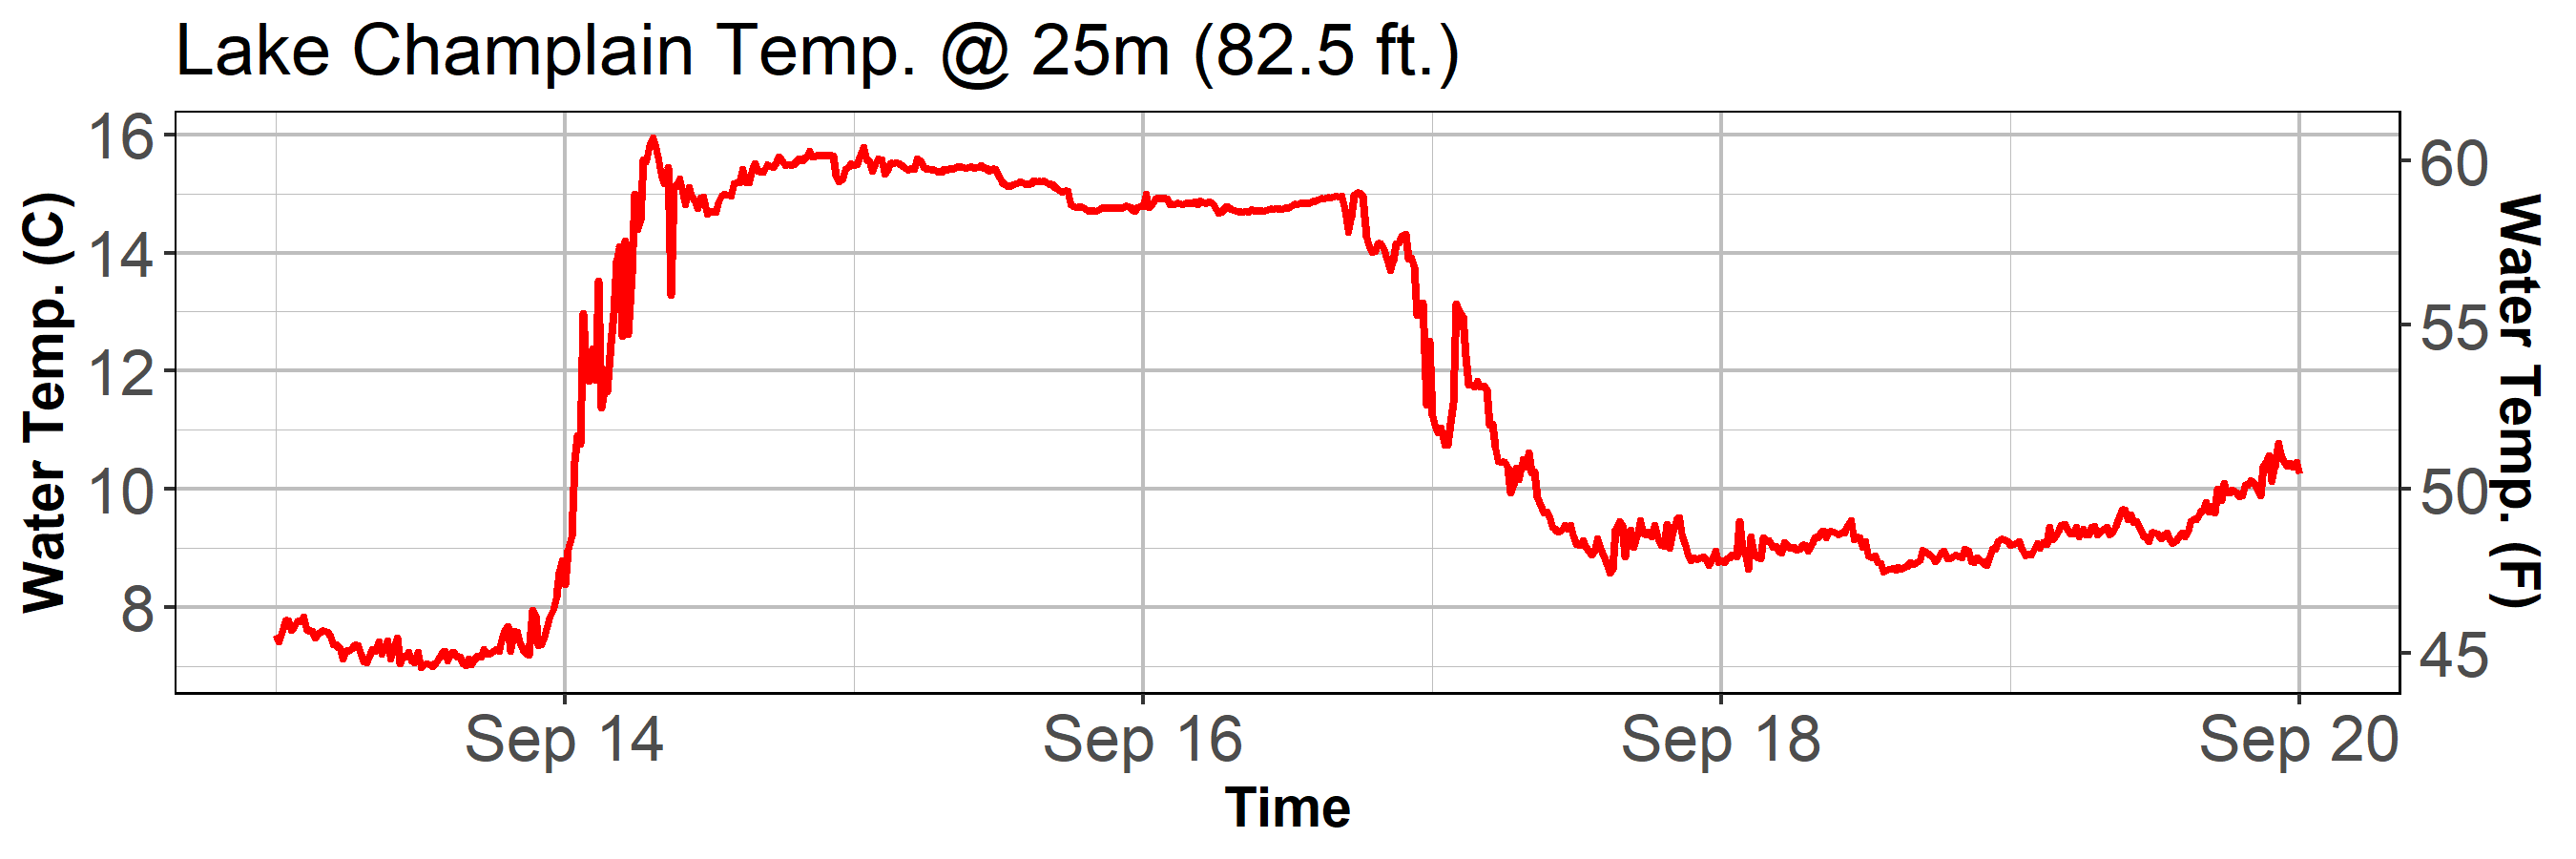 Lake Champlain Temp. @ 25m (82.5 ft.)
Water Temp. (C)
16
14
12
10
8
60
55
50
45
Water Temp. (F)
Sep 14
Sep 16
Sep 18
Sep 20
Time